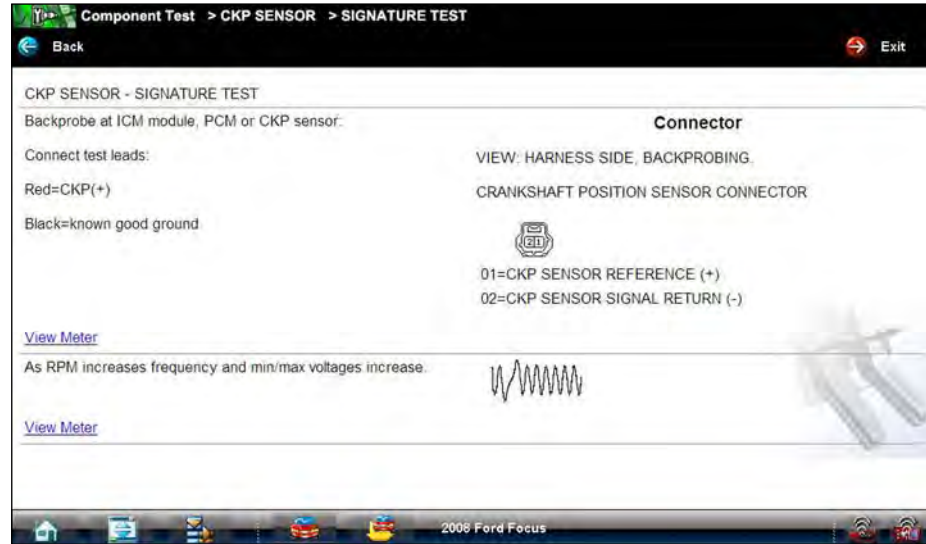 Component Test > CKP SENSOR > SIGNATURE TEST
Back
Exit
CKP SENSOR - SIGNATURE TEST
Backprobe at ICM module, PCM or CKP sensor:
Connector
Connect test leads:
VIEW: HARNESS SIDE, BACKPROBING.
Red=CKP(+)
CRANKSHAFT POSITION SENSOR CONNECTOR
Black=known good ground
2 1
01=CKP SENSOR REFERENCE (+)
02=CKP SENSOR SIGNAL RETURN (-)
View Meter
As RPM increases frequency and min/max voltages increase.
View Meter
2008 Ford Focus